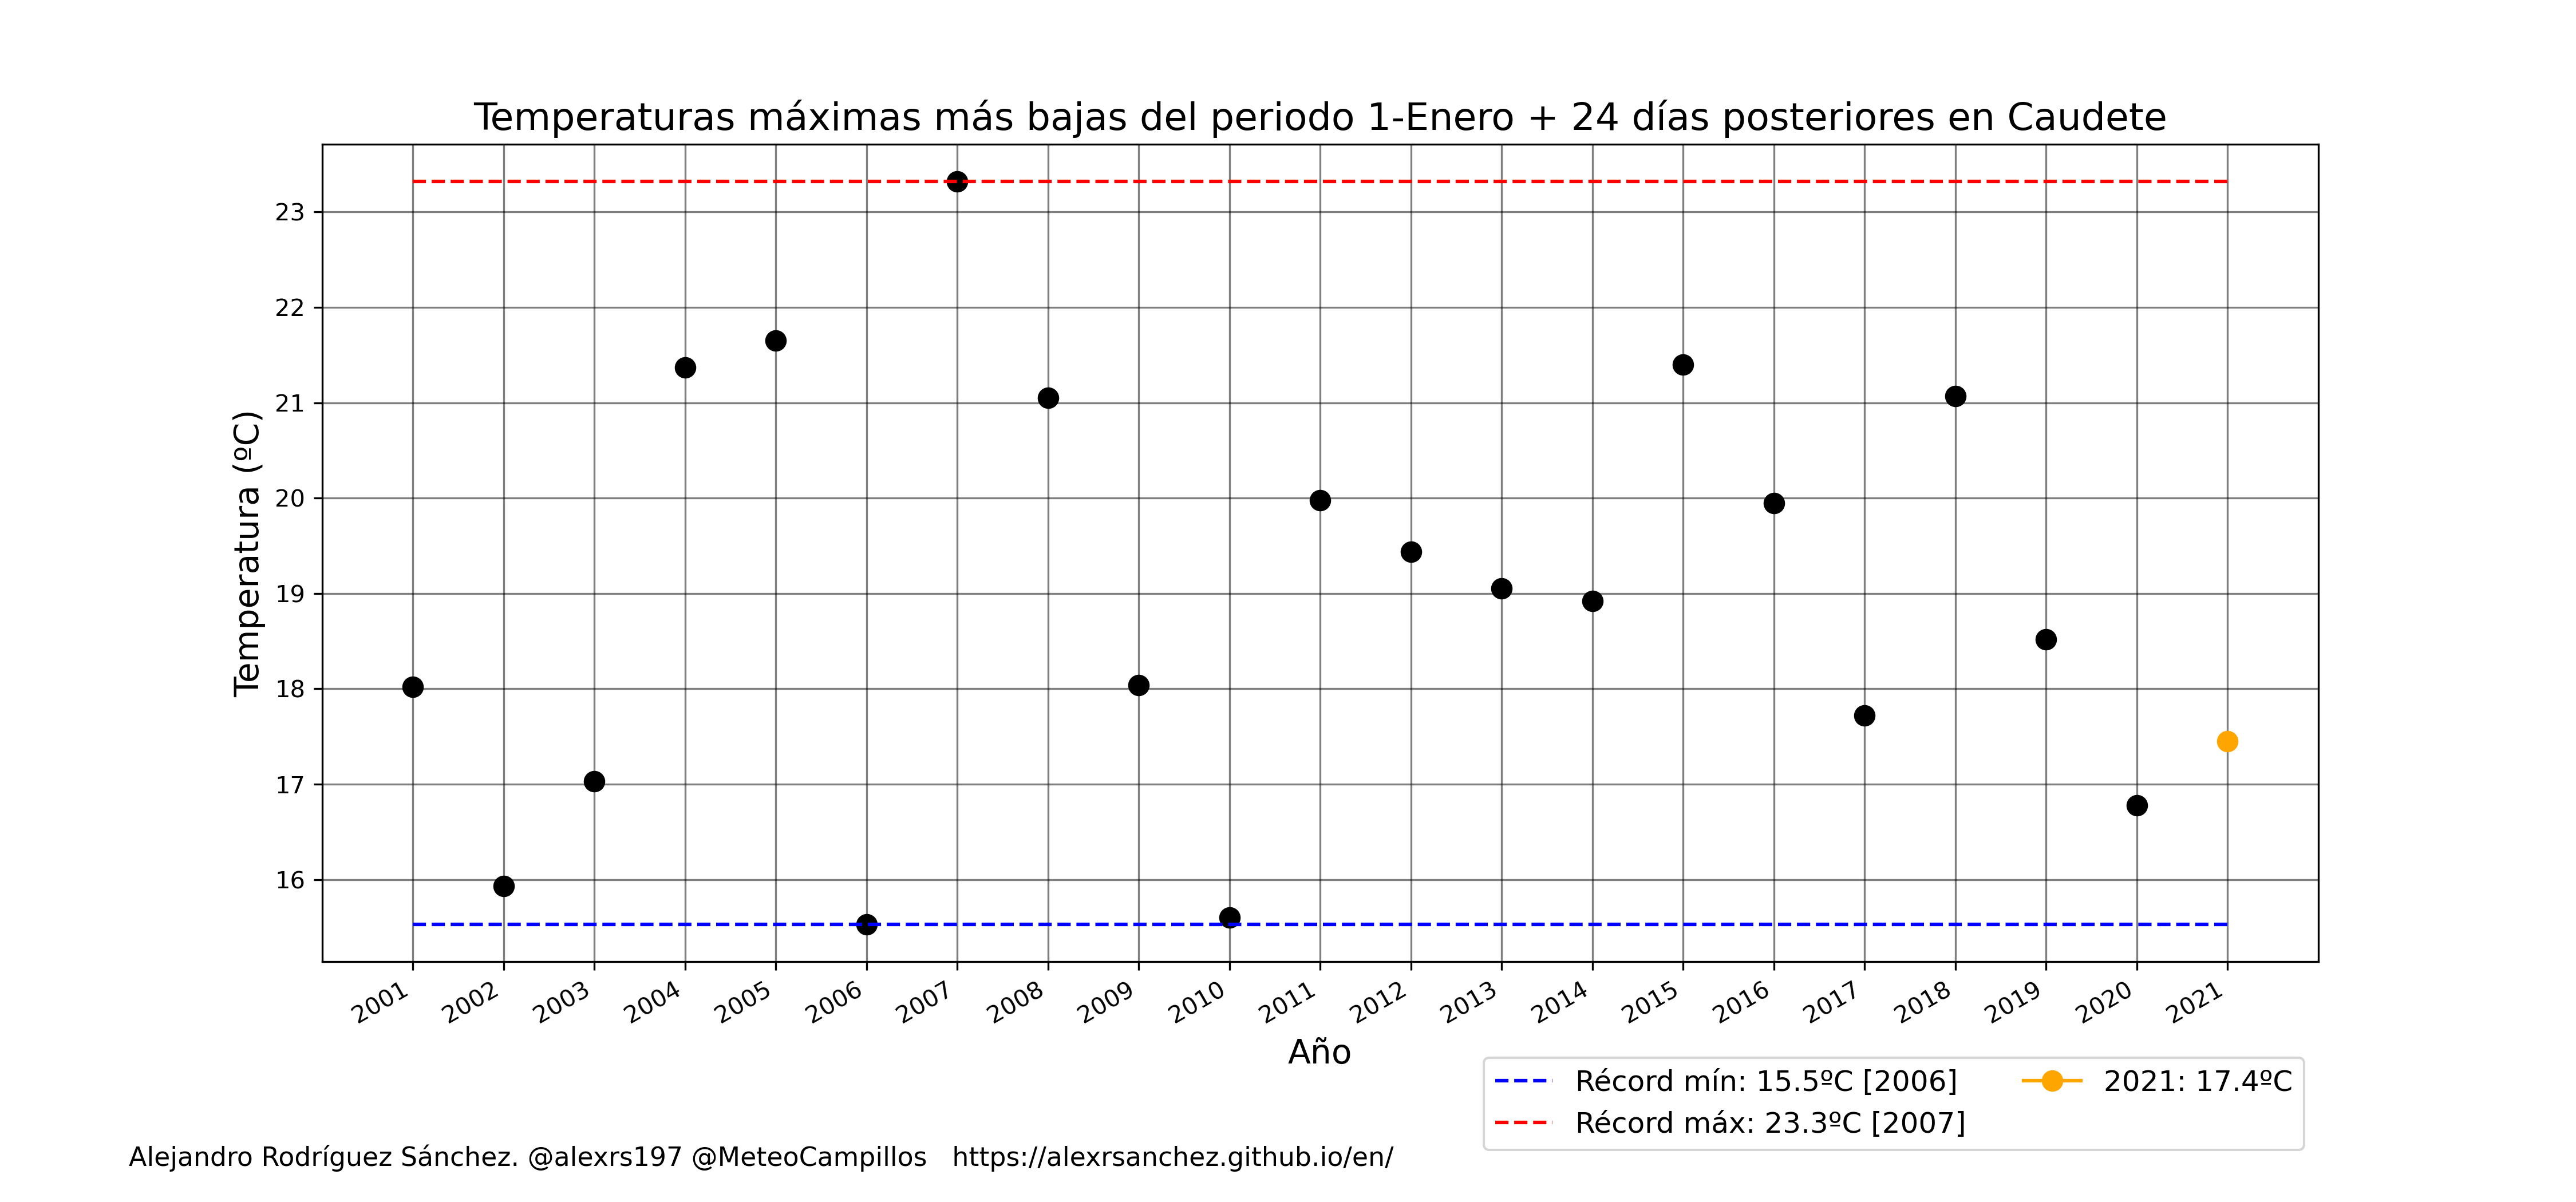 Temperaturas máximas más bajas del periodo 1-Enero + 24 días posteriores en Caudete
Temperatura (ºC)
23
22
21
20
19
18
17
16
2001 2002 2003 2004 2005 2006 2007 2008 2009 2010 2011 2012 2013 2014 2015 2016 2017 2018 2019 2020 2021
Año
Récord mín: 15.5ºC [2006]
Récord máx: 23.3ºC [2007]
2021: 17.4ºC
Alejandro Rodríguez Sánchez. @alexrs197 @MeteoCampillos https://alexrsanchez.github.io/en/